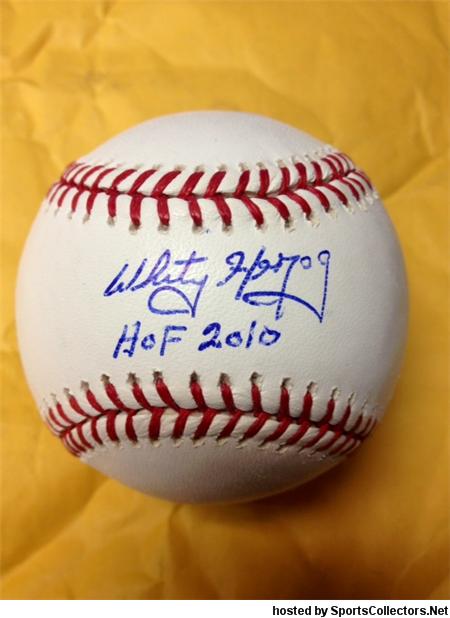 Whitey Herzog
HOF 2010
hosted by SportsCollectors.Net